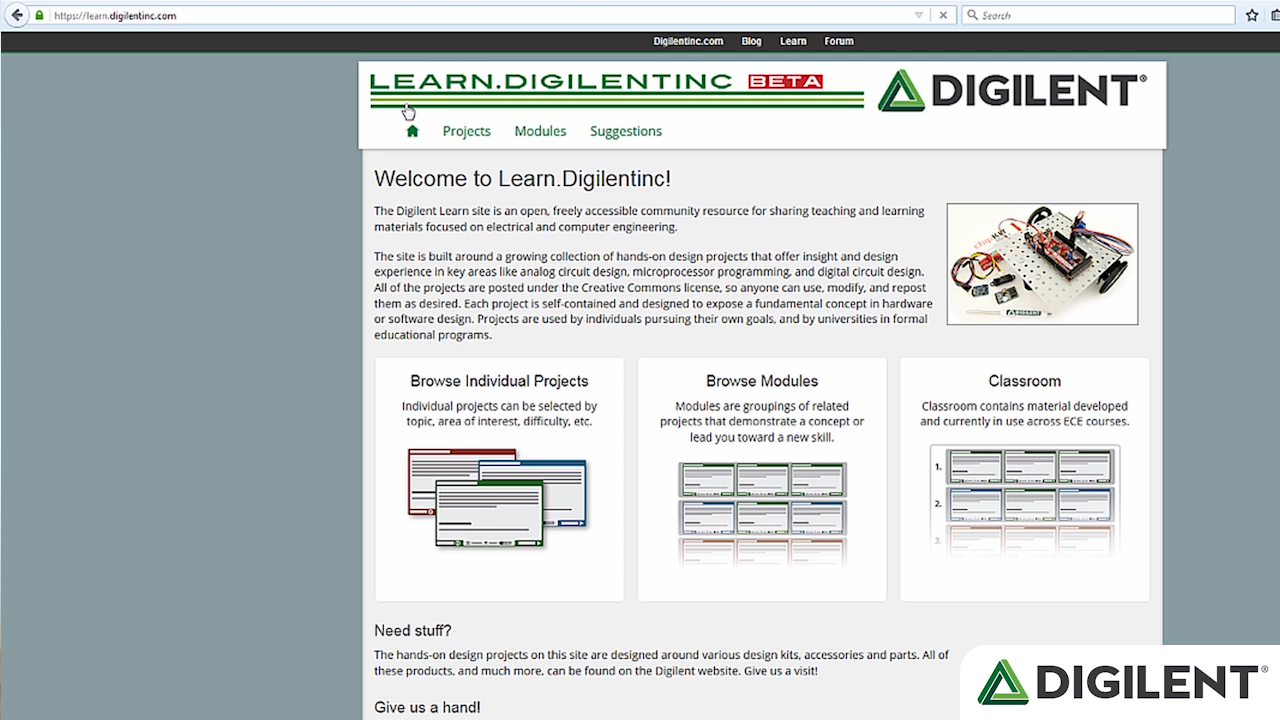 https://learn.digilentinc.com
Search
Digilentinc.com Blog Learn Forum
LEARN.DIGILENTINC BETA
DIGILENT®
Projects Modules Suggestions
Welcome to Learn.Digilentinc!
The Digilent Learn site is an open, freely accessible community resource for sharing teaching and learning
materials focused on electrical and computer engineering.
The site is built around a growing collection of hands-on design projects that offer insight and design
experience in key areas like analog circuit design, microprocessor programming, and digital circuit design.
All of the projects are posted under the Creative Commons license, so anyone can use, modify, and repost
them as desired. Each project is self-contained and designed to expose a fundamental concept in hardware
or software design. Projects are used by individuals pursuing their own goals, and by universities in formal
educational programs.
chipKIT
DIGILENT
Browse Individual Projects
Individual projects can be selected by
topic, area of interest, difficulty, etc.
Browse Modules
Modules are groupings of related
projects that demonstrate a concept or
lead you toward a new skill.
Classroom
Classroom contains material developed
and currently in use across ECE courses.
1.
2.
3.
Need stuff?
The hands-on design projects on this site are designed around various design kits, accessories and parts. All of
these products, and much more, can be found on the Digilent website. Give us a visit!
Give us a hand!
DIGILENT®